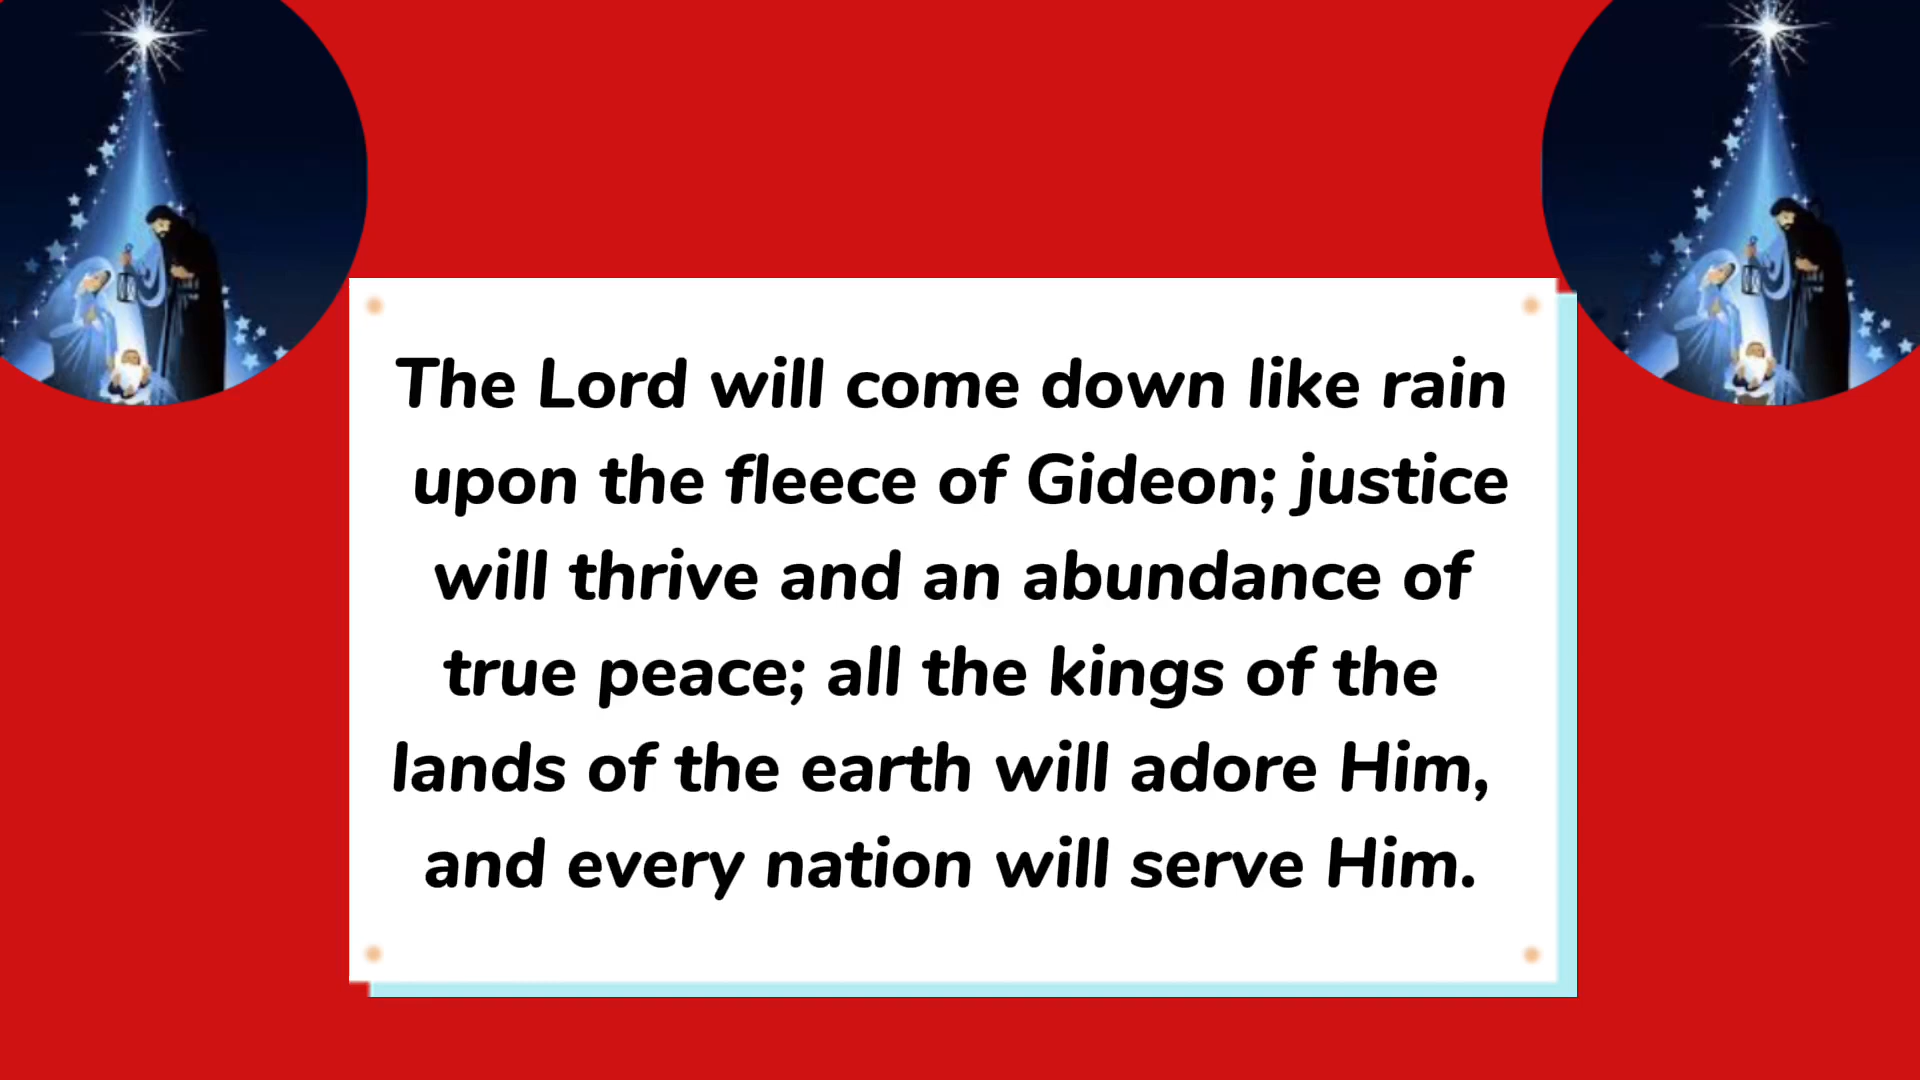 The Lord will come down like rain
upon the fleece of Gideon; justice
will thrive and an abundance of
true peace; all the kings of the
lands of the earth will adore Him,
and every nation will serve Him.